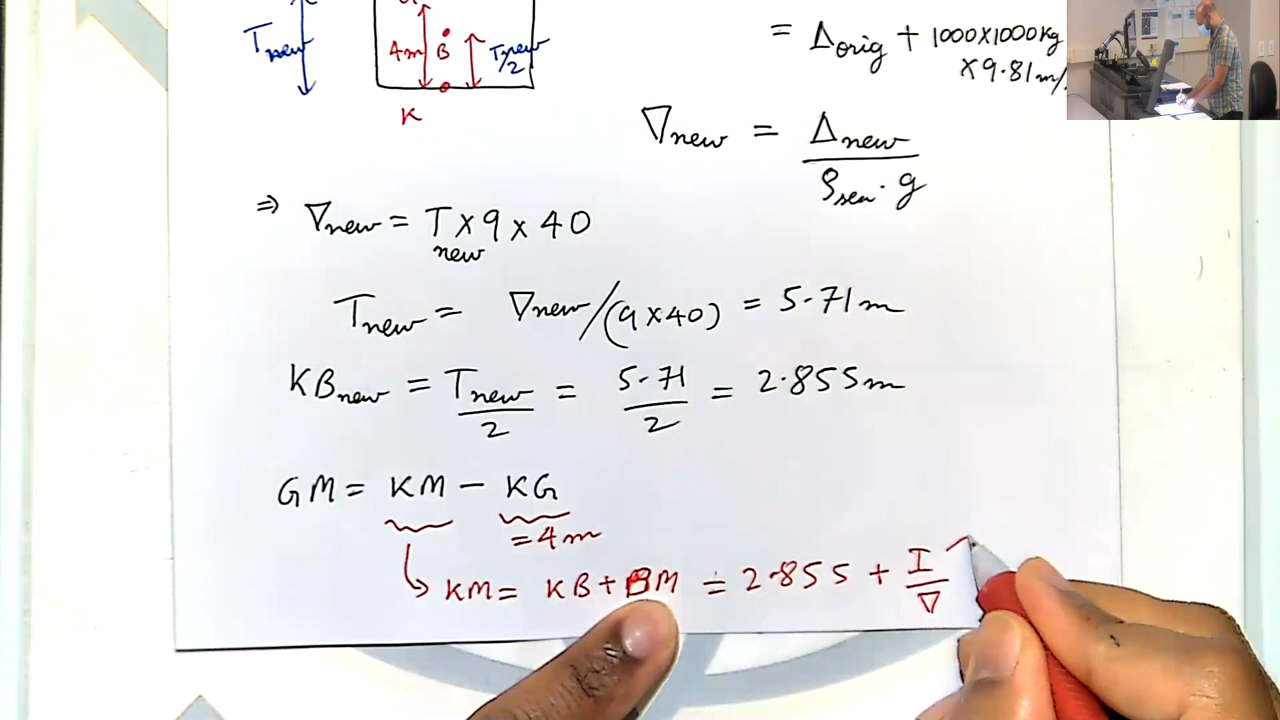 = Δorig + 1000X1000Kg
X9.81m/
Tnew
4m B Tnew/2
K
∇new = Δnew / ρsea · g
⇒ ∇new = Tnew X 9 X 40
Tnew = ∇new/(9X40) = 5.71m
KBnew = Tnew/2 = 5.71/2 = 2.855m
GM = KM - KG
= 4m
KM = KB + BM = 2.855 + I/∇